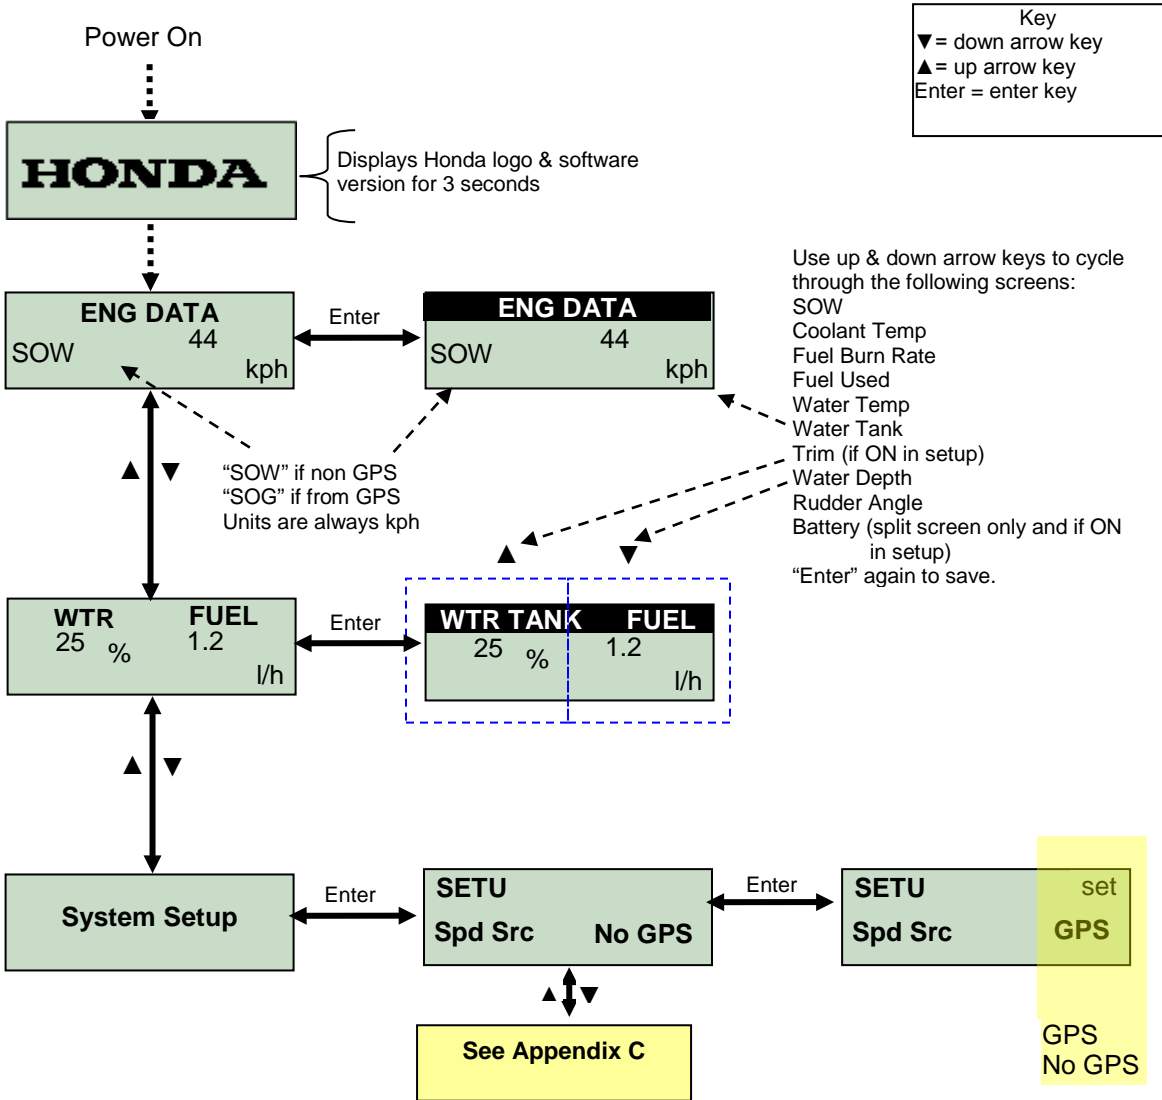 Power On
Key
▼= down arrow key
▲= up arrow key
Enter = enter key
HONDA
Displays Honda logo & software
version for 3 seconds
ENG DATA
44
SOW
kph
Enter
ENG DATA
44
SOW
kph
Use up & down arrow keys to cycle
through the following screens:
SOW
Coolant Temp
Fuel Burn Rate
Fuel Used
Water Temp
Water Tank
Trim (if ON in setup)
Water Depth
Rudder Angle
Battery (split screen only and if ON
in setup)
“Enter” again to save.
▲ ▼
“SOW” if non GPS
“SOG” if from GPS
Units are always kph
▲ ▼
WTR FUEL
25 % 1.2
l/h
Enter
WTR TANK FUEL
25 % 1.2
l/h
▲ ▼
System Setup
Enter
SETU
Spd Src No GPS
Enter
SETU set
Spd Src GPS
▲ ▼
See Appendix C
GPS
No GPS